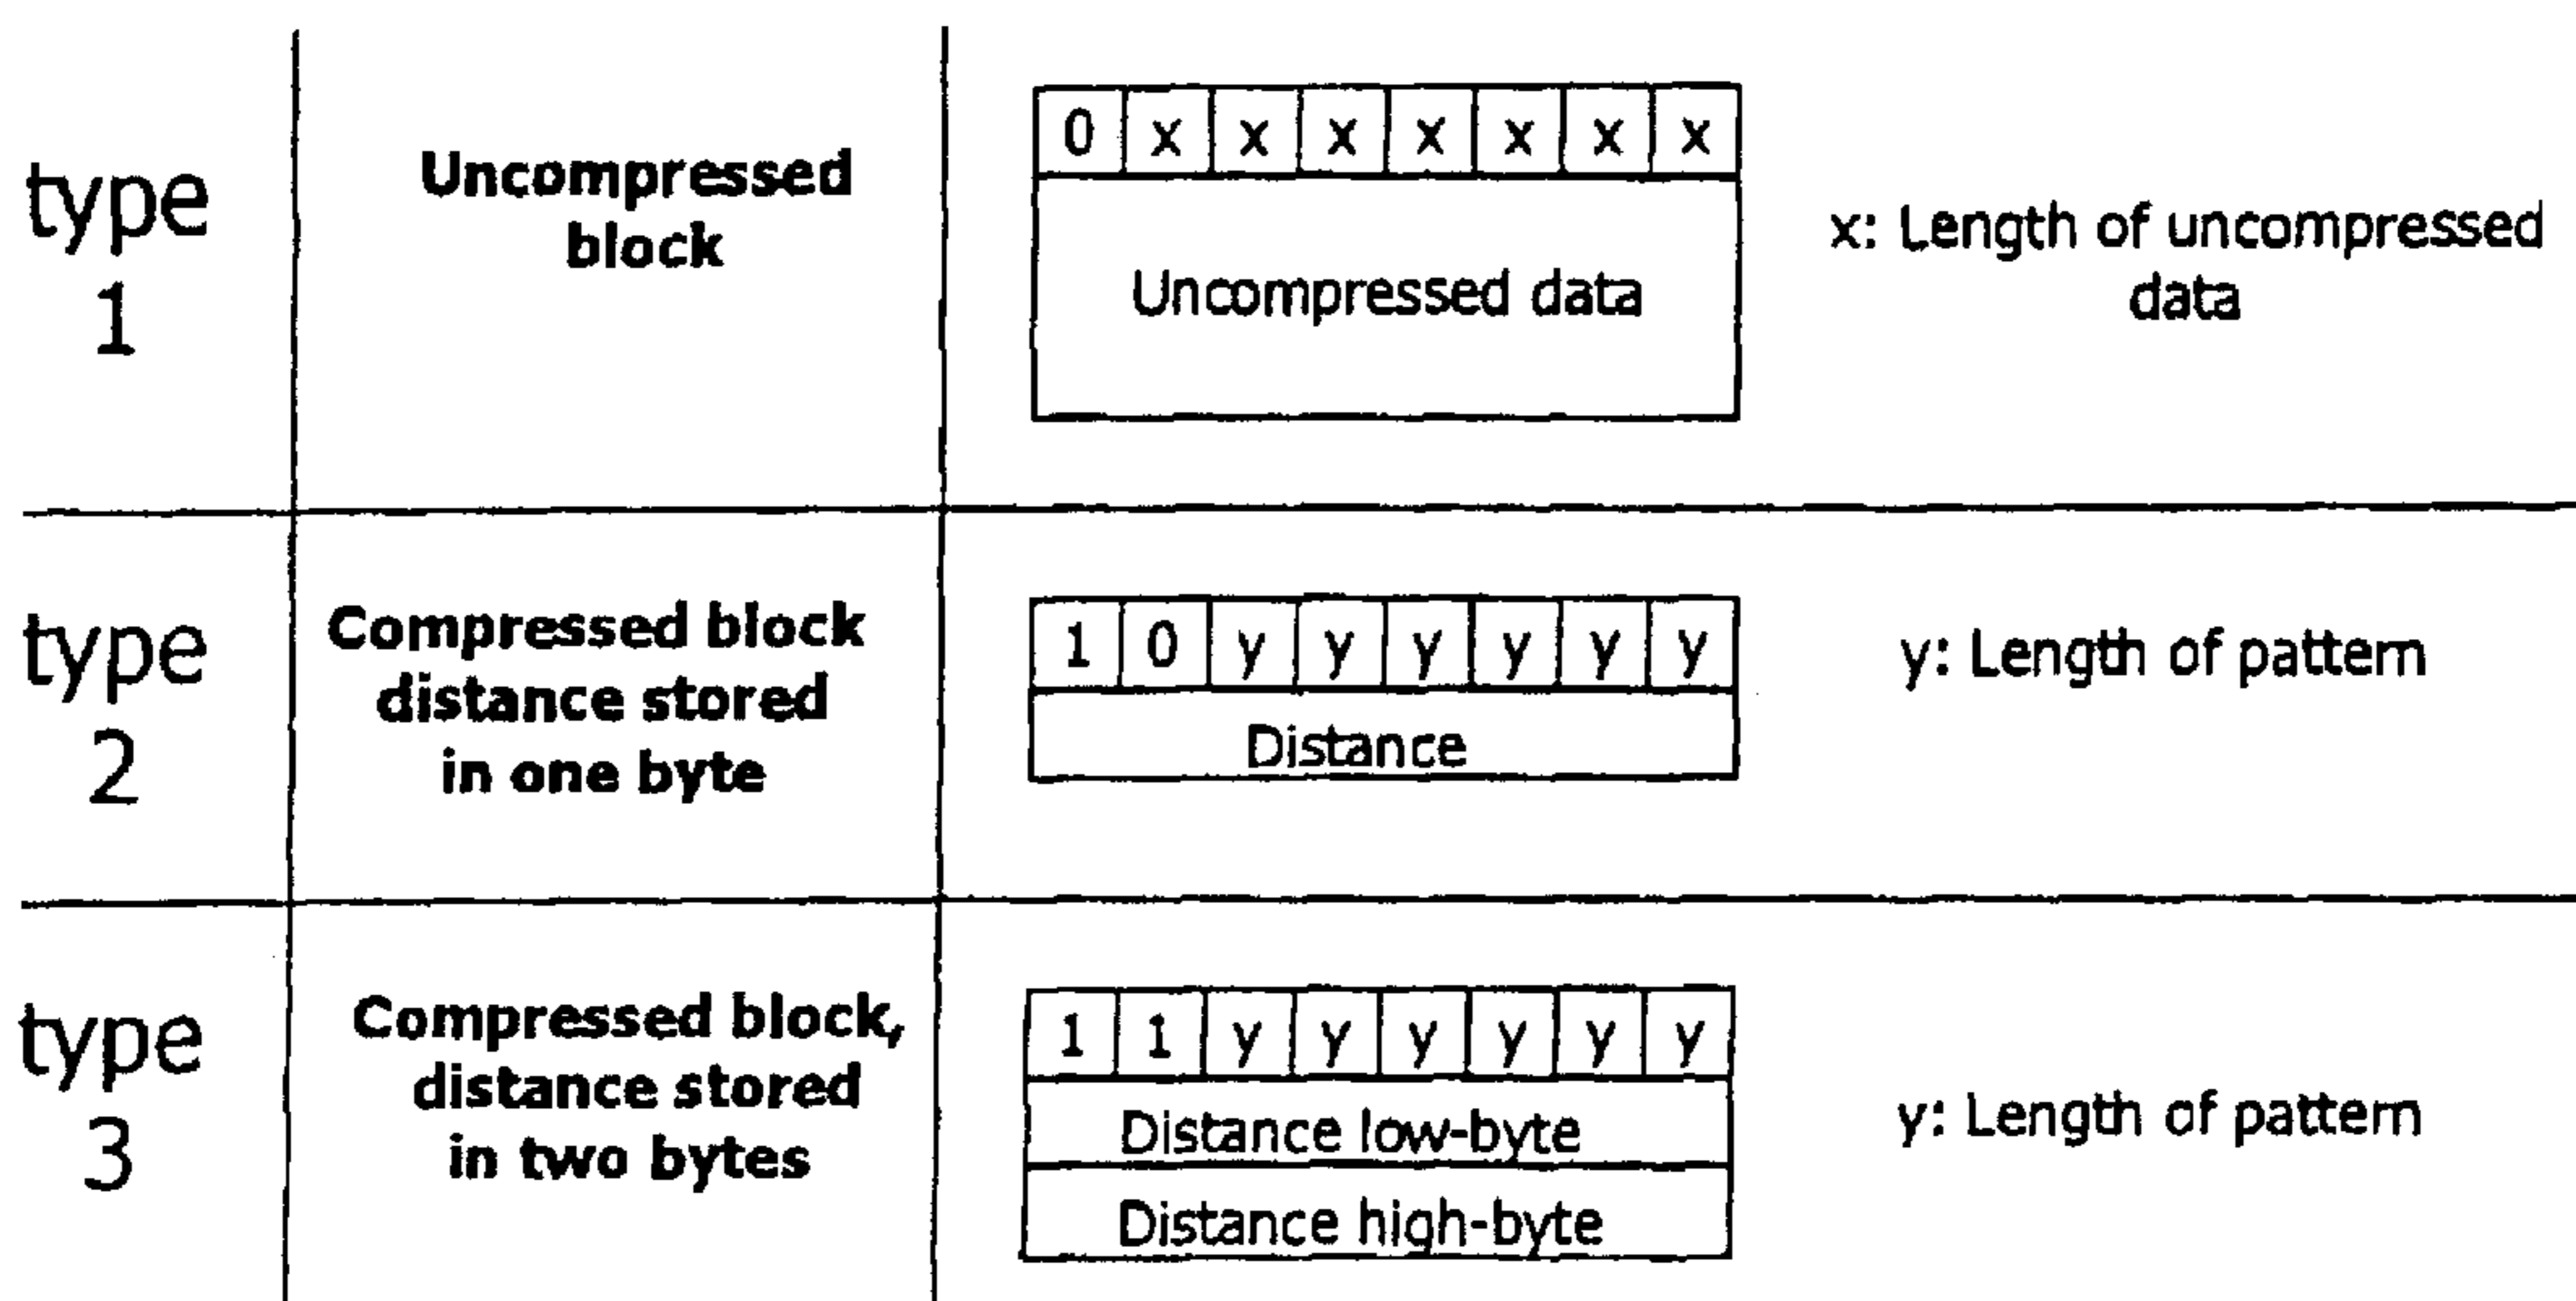 type
1
Uncompressed
block
0 x x x x x x x
Uncompressed data
x: Length of uncompressed
data
type
2
Compressed block
distance stored
in one byte
1 0 y y y y y y
Distance
y: Length of pattern
type
3
Compressed block,
distance stored
in two bytes
1 1 y y y y y y
Distance low-byte
Distance high-byte
y: Length of pattern